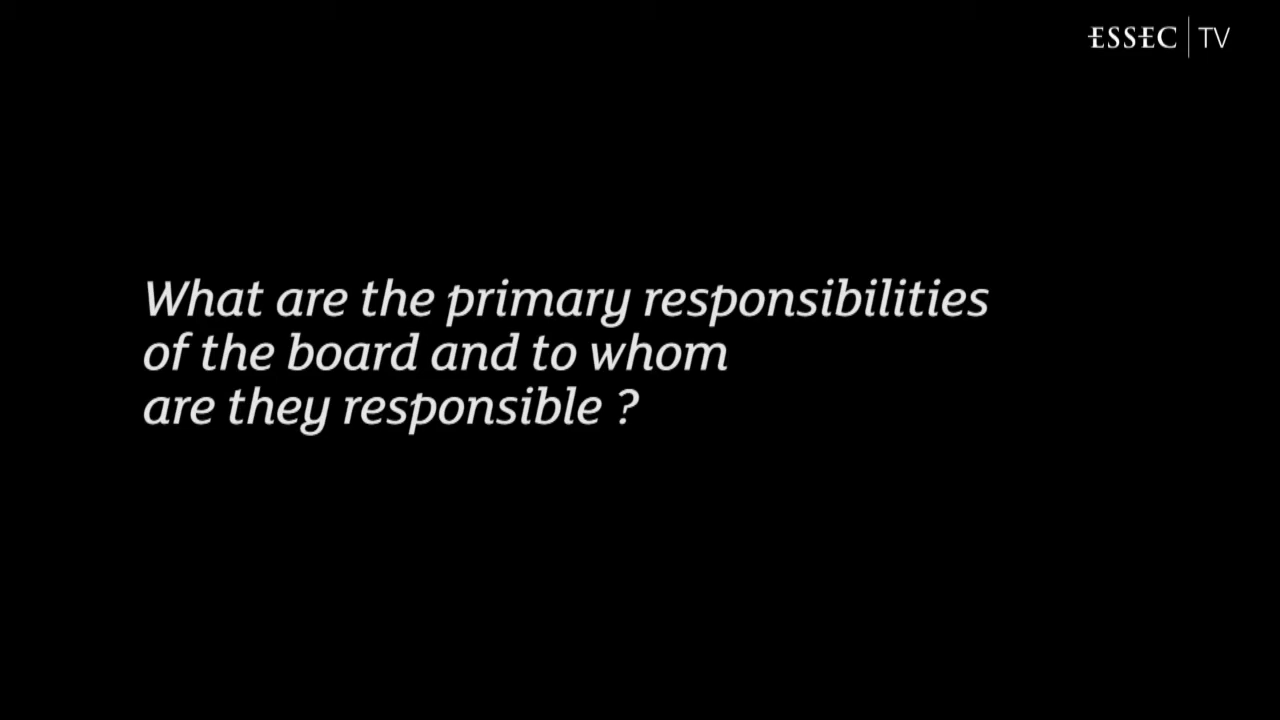 ESSEC | TV
What are the primary responsibilities
of the board and to whom
are they responsible ?